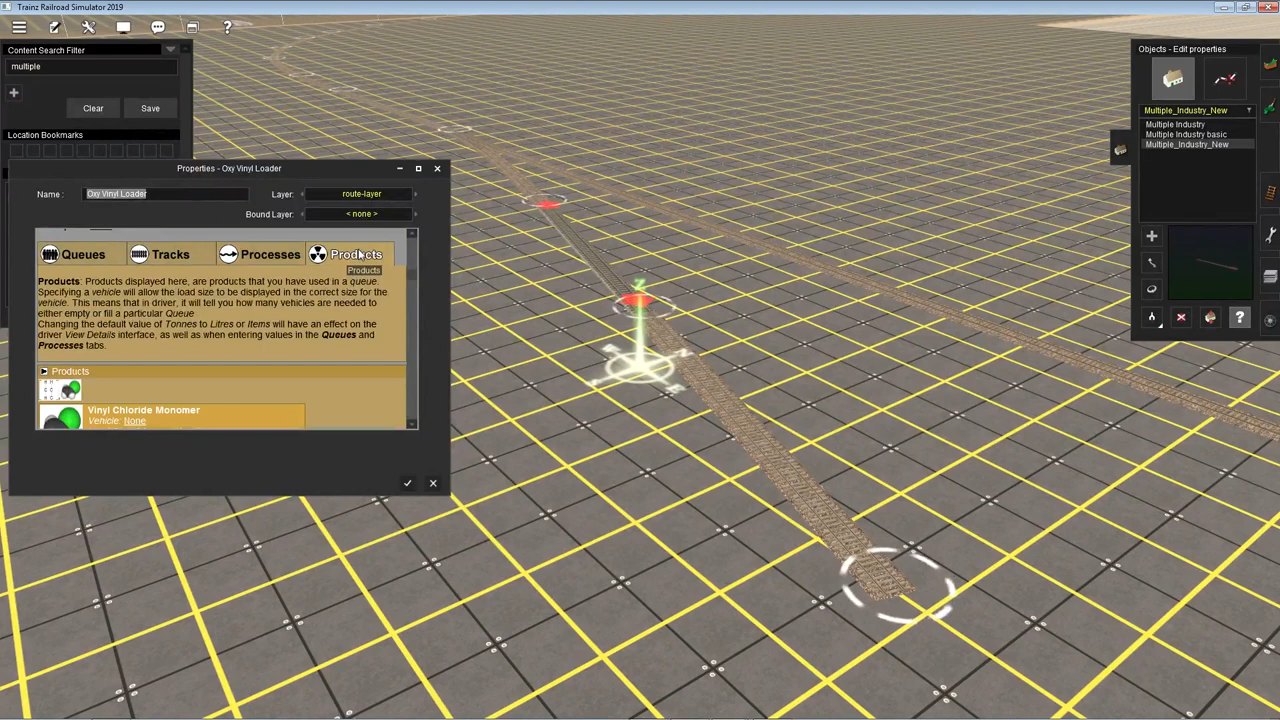 Trainz Railroad Simulator 2019
Content Search Filter
multiple
Clear
Save
Location Bookmarks
Properties - Oxy Vinyl Loader
Name :
Oxy Vinyl Loader
Layer:
route-layer
Bound Layer:
< none >
Queues
Tracks
Processes
Products
Products
Products: Products displayed here, are products that you have used in a queue.
Specifying a vehicle will allow the load size to be displayed in the correct size for the
vehicle. This means that in driver, it will tell you how many vehicles are needed to
either empty or fill a particular Queue
Changing the default value of Tonnes to Litres or Items will have an effect on the
driver View Details interface, as well as when entering values in the Queues and
Processes tabs.
Products
Vinyl Chloride Monomer
Vehicle: None
Objects - Edit properties
Multiple_Industry_New
Multiple Industry
Multiple Industry basic
Multiple_Industry_New
Z